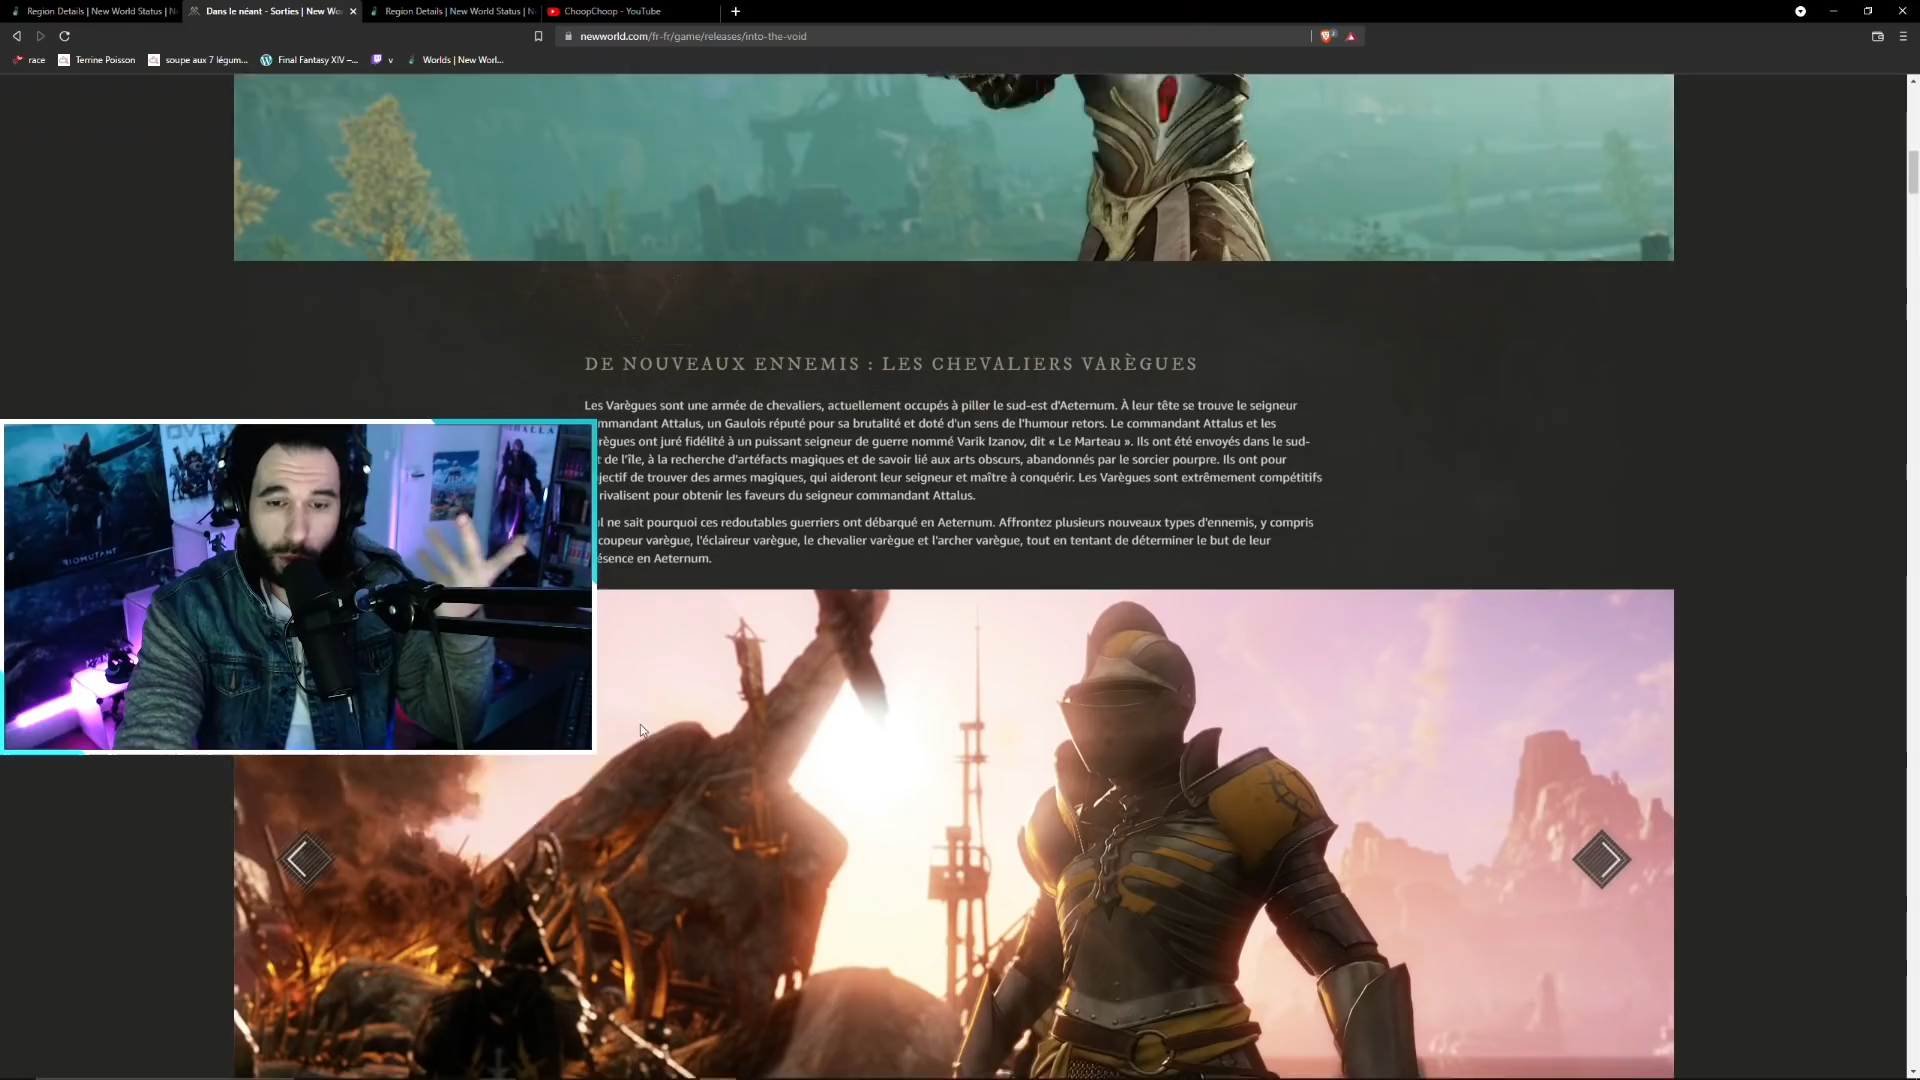 Region Details | New World Status | N
Dans le néant - Sorties | New Wo
Region Details | New World Status | N
ChoopChoop - YouTube
newworld.com/fr-fr/game/releases/into-the-void
race
Terrine Poisson
soupe aux 7 légum...
Final Fantasy XIV –...
v
Worlds | New Worl...
DE NOUVEAUX ENNEMIS : LES CHEVALIERS VARÈGUES
Les Varègues sont une armée de chevaliers, actuellement occupés à piller le sud-est d'Aeternum. À leur tête se trouve le seigneur
mmandant Attalus, un Gaulois réputé pour sa brutalité et doté d'un sens de l'humour retors. Le commandant Attalus et les
règues ont juré fidélité à un puissant seigneur de guerre nommé Varik Izanov, dit « Le Marteau ». Ils ont été envoyés dans le sud-
t de l'île, à la recherche d'artéfacts magiques et de savoir lié aux arts obscurs, abandonnés par le sorcier pourpre. Ils ont pour
jectif de trouver des armes magiques, qui aideront leur seigneur et maître à conquérir. Les Varègues sont extrêmement compétitifs
rivalisent pour obtenir les faveurs du seigneur commandant Attalus.
l ne sait pourquoi ces redoutables guerriers ont débarqué en Aeternum. Affrontez plusieurs nouveaux types d'ennemis, y compris
coupeur varègue, l'éclaireur varègue, le chevalier varègue et l'archer varègue, tout en tentant de déterminer le but de leur
ésence en Aeternum.
BIOMUTANT